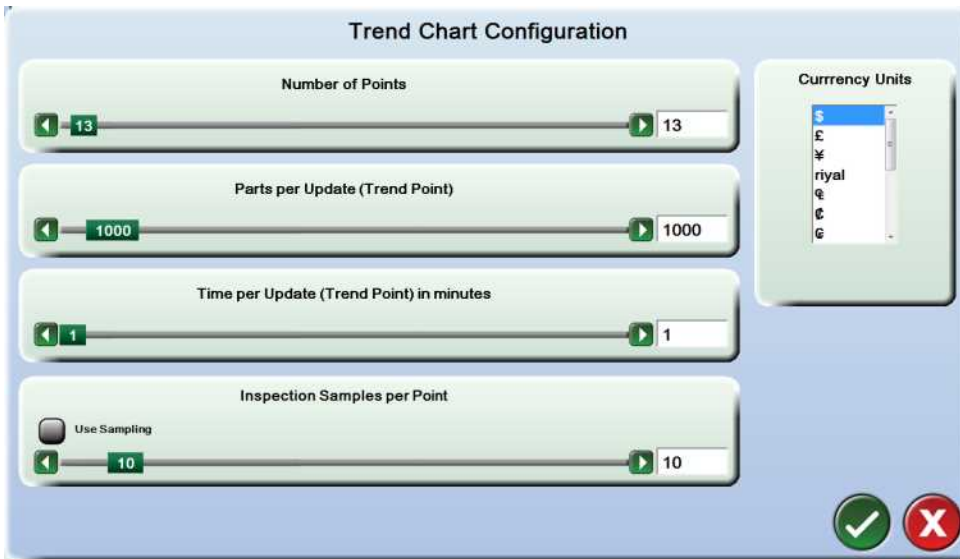 Trend Chart Configuration
Number of Points
13
13
Parts per Update (Trend Point)
1000
1000
Time per Update (Trend Point) in minutes
1
1
Inspection Samples per Point
Use Sampling
10
10
Currrency Units
$
£
¥
riyal
₠
₡
₢